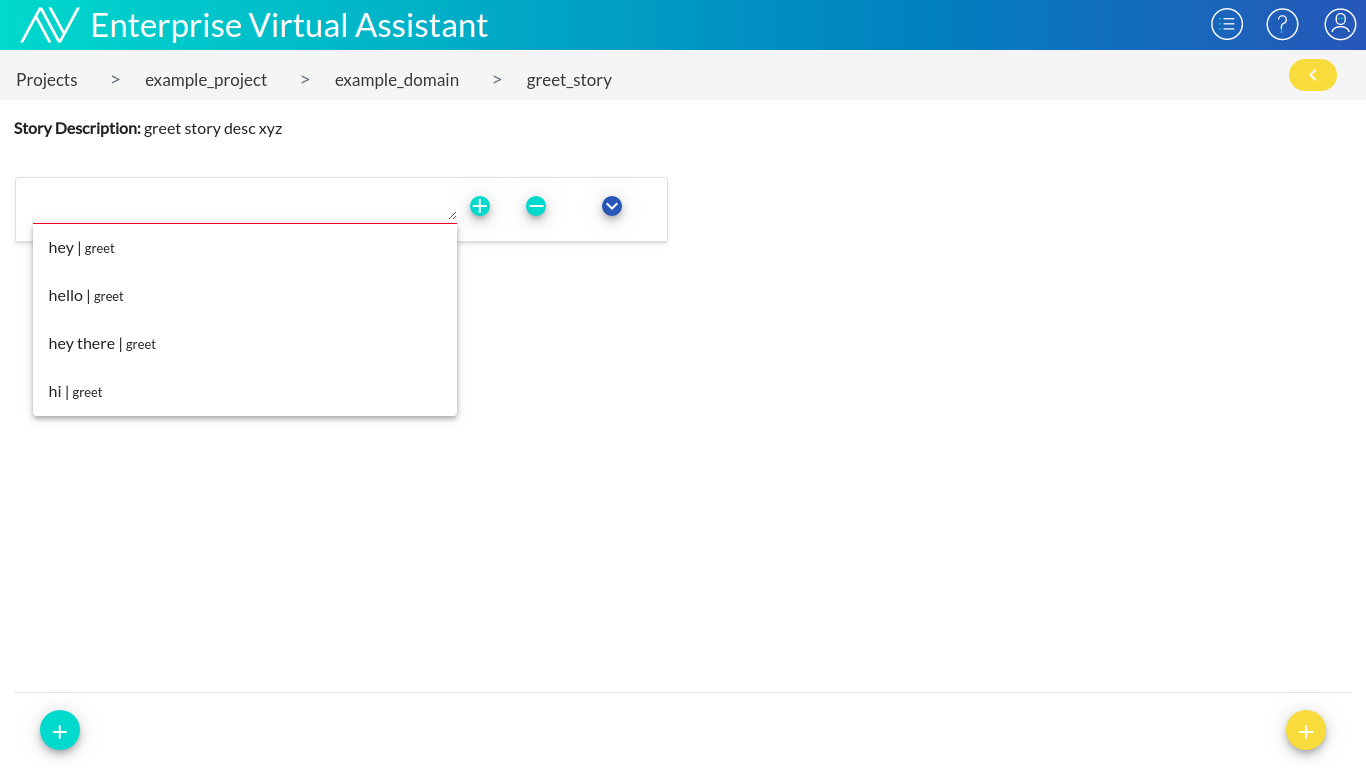 Enterprise Virtual Assistant
Projects > example_project > example_domain > greet_story
Story Description: greet story desc xyz
hey | greet
hello | greet
hey there | greet
hi | greet